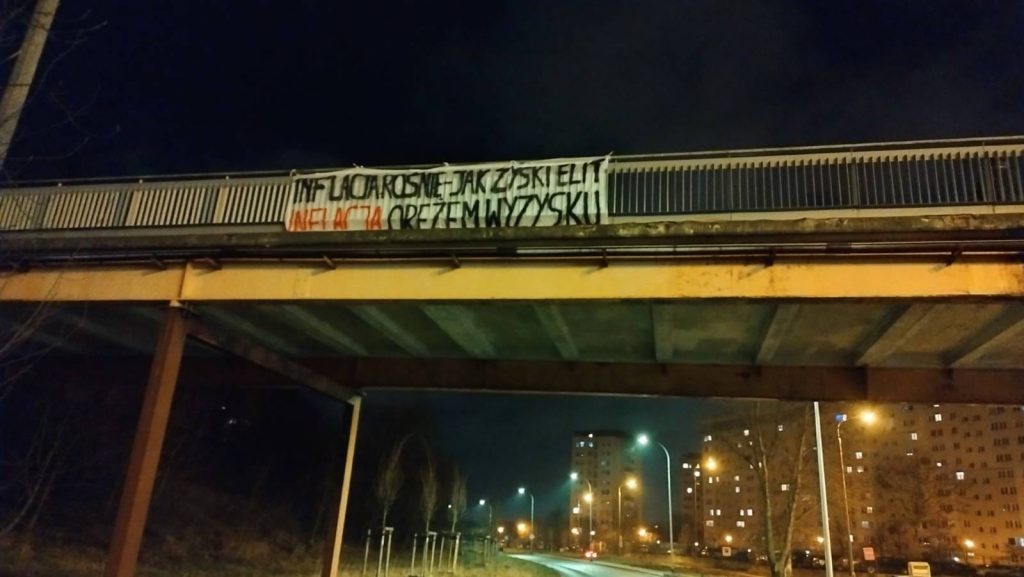 INFLACJA ROŚNIE-JAK ZYSKI ELIT
INFLACJA ORĘŻEM WYZYSKU